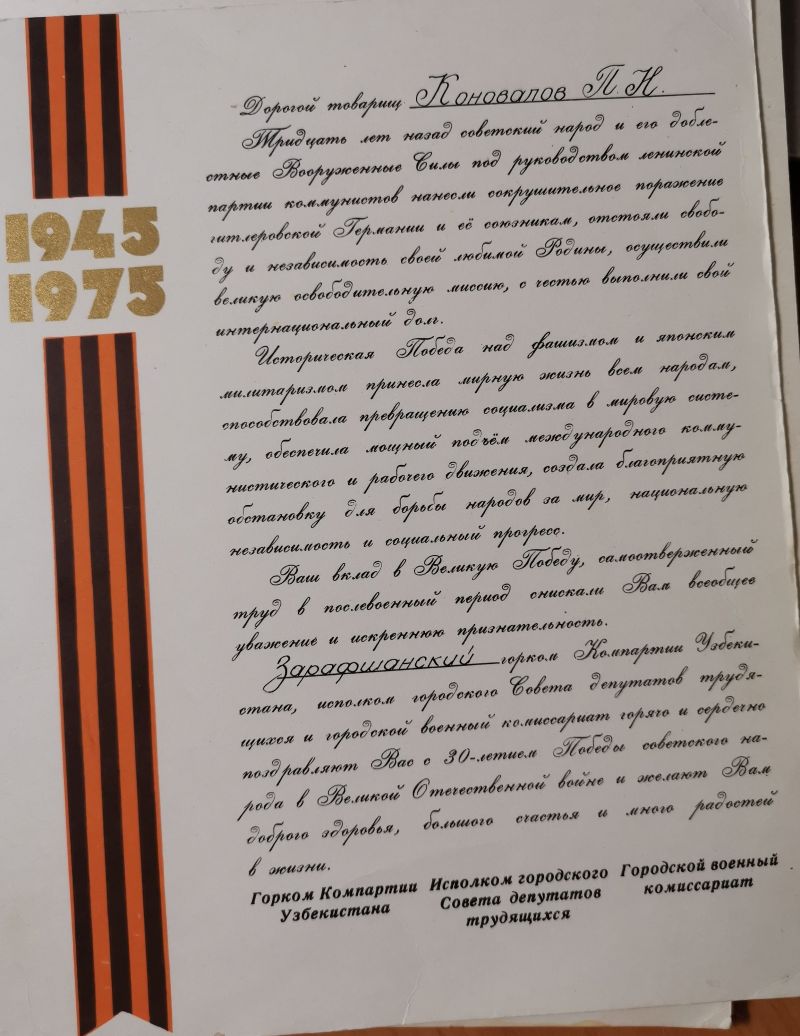 1945
1975
Дорогой товарищ Коновалов П. Н.
Тридцать лет назад советский народ и его добле-
стные Вооруженные Силы под руководством ленинской
партии коммунистов нанесли сокрушительное поражение
гитлеровской Германии и её союзникам, отстояли свобо-
ду и независимость своей любимой Родины, осуществили
великую освободительную миссию, с честью выполнили свой
интернациональный долг.
Историческая Победа над фашизмом и японским
милитаризмом принесла мирную жизнь всем народам,
способствовала превращению социализма в мировую систе-
му, обеспечила мощный подъём международного комму-
нистического и рабочего движения, создала благоприятную
обстановку для борьбы народов за мир, национальную
независимость и социальный прогресс.
Ваш вклад в Великую Победу, самоотверженный
труд в послевоенный период снискали Вам всеобщее
уважение и искреннюю признательность.
Зарафшанский горком Компартии Узбеки-
стана, исполком городского Совета депутатов трудя-
щихся и городской военный комиссариат горячо и сердечно
поздравляют Вас с 30-летием Победы советского на-
рода в Великой Отечественной войне и желают Вам
доброго здоровья, большого счастья и много радостей
в жизни.
Горком Компартии
Узбекистана
Исполком городского
Совета депутатов
трудящихся
Городской военный
комиссариат